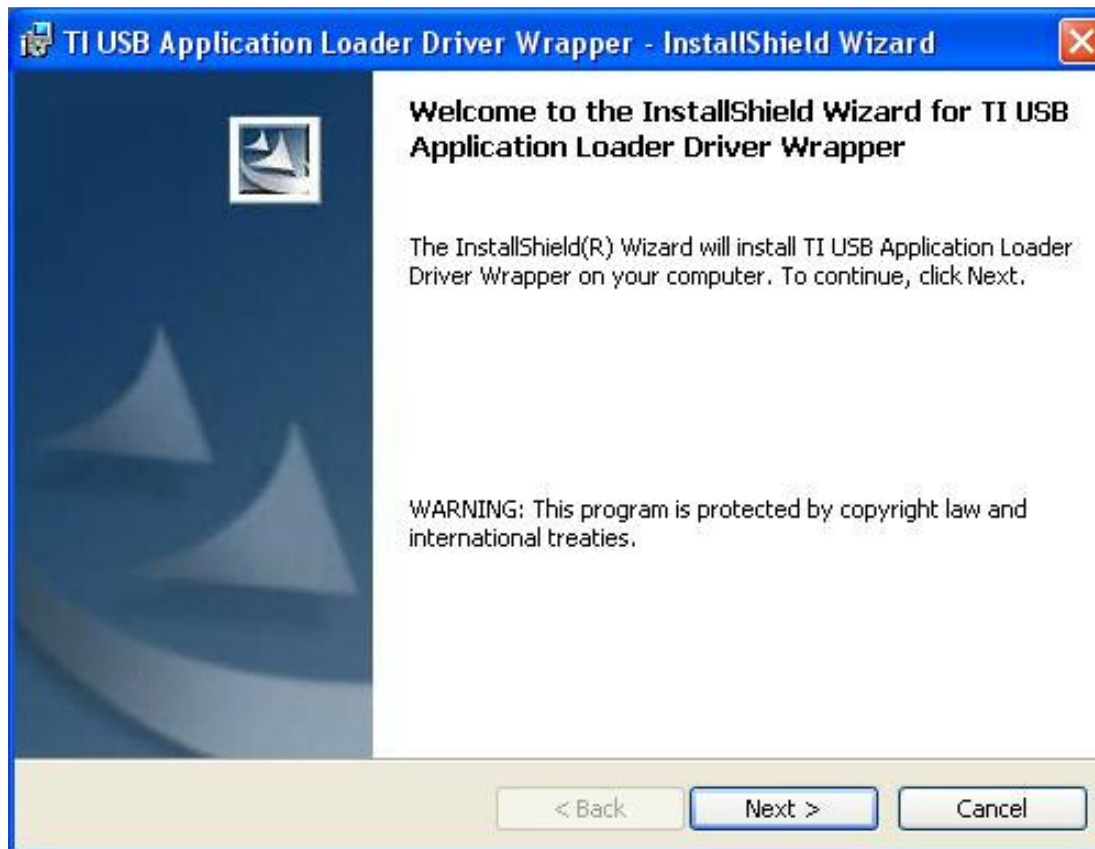 TI USB Application Loader Driver Wrapper - InstallShield Wizard
Welcome to the InstallShield Wizard for TI USB
Application Loader Driver Wrapper
The InstallShield(R) Wizard will install TI USB Application Loader
Driver Wrapper on your computer. To continue, click Next.
WARNING: This program is protected by copyright law and
international treaties.
< Back
Next >
Cancel